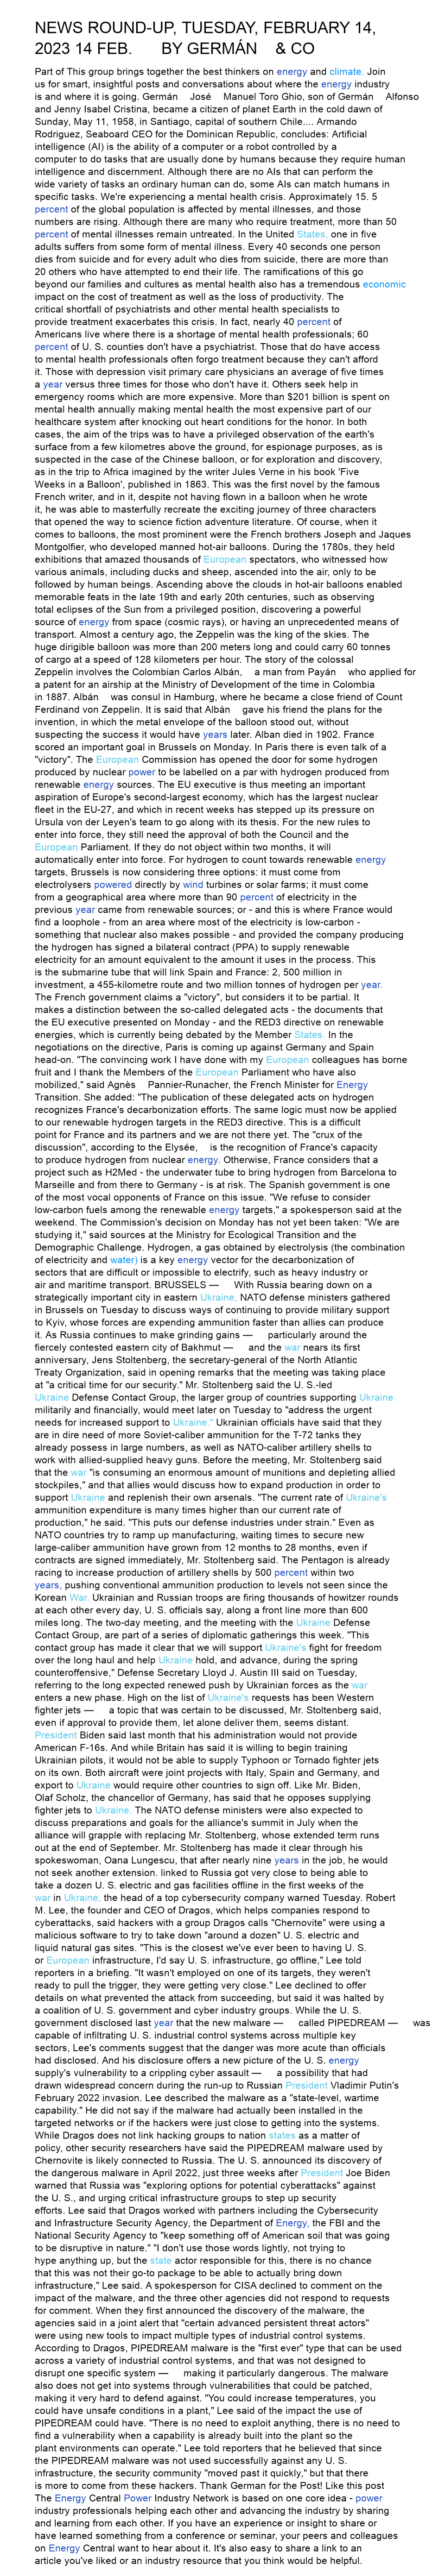 NEWS ROUND-UP, TUESDAY, FEBRUARY 14,
2023 14 FEB. BY GERMÁN & CO
Part of This group brings together the best thinkers on energy and climate. Join
us for smart, insightful posts and conversations about where the energy industry
is and where it is going. Germán José Manuel Toro Ghio, son of Germán Alfonso
and Jenny Isabel Cristina, became a citizen of planet Earth in the cold dawn of
Sunday, May 11, 1958, in Santiago, capital of southern Chile.... Armando
Rodriguez, Seaboard CEO for the Dominican Republic, concludes: Artificial
intelligence (AI) is the ability of a computer or a robot controlled by a
computer to do tasks that are usually done by humans because they require human
intelligence and discernment. Although there are no AIs that can perform the
wide variety of tasks an ordinary human can do, some AIs can match humans in
specific tasks. We're experiencing a mental health crisis. Approximately 15. 5
percent of the global population is affected by mental illnesses, and those
numbers are rising. Although there are many who require treatment, more than 50
percent of mental illnesses remain untreated. In the United States, one in five
adults suffers from some form of mental illness. Every 40 seconds one person
dies from suicide and for every adult who dies from suicide, there are more than
20 others who have attempted to end their life. The ramifications of this go
beyond our families and cultures as mental health also has a tremendous economic
impact on the cost of treatment as well as the loss of productivity. The
critical shortfall of psychiatrists and other mental health specialists to
provide treatment exacerbates this crisis. In fact, nearly 40 percent of
Americans live where there is a shortage of mental health professionals; 60
percent of U. S. counties don't have a psychiatrist. Those that do have access
to mental health professionals often forgo treatment because they can't afford
it. Those with depression visit primary care physicians an average of five times
a year versus three times for those who don't have it. Others seek help in
emergency rooms which are more expensive. More than $201 billion is spent on
mental health annually making mental health the most expensive part of our
healthcare system after knocking out heart conditions for the honor. In both
cases, the aim of the trips was to have a privileged observation of the earth's
surface from a few kilometres above the ground, for espionage purposes, as is
suspected in the case of the Chinese balloon, or for exploration and discovery,
as in the trip to Africa imagined by the writer Jules Verne in his book 'Five
Weeks in a Balloon', published in 1863. This was the first novel by the famous
French writer, and in it, despite not having flown in a balloon when he wrote
it, he was able to masterfully recreate the exciting journey of three characters
that opened the way to science fiction adventure literature. Of course, when it
comes to balloons, the most prominent were the French brothers Joseph and Jaques
Montgolfier, who developed manned hot-air balloons. During the 1780s, they held
exhibitions that amazed thousands of European spectators, who witnessed how
various animals, including ducks and sheep, ascended into the air, only to be
followed by human beings. Ascending above the clouds in hot-air balloons enabled
memorable feats in the late 19th and early 20th centuries, such as observing
total eclipses of the Sun from a privileged position, discovering a powerful
source of energy from space (cosmic rays), or having an unprecedented means of
transport. Almost a century ago, the Zeppelin was the king of the skies. The
huge dirigible balloon was more than 200 meters long and could carry 60 tonnes
of cargo at a speed of 128 kilometers per hour. The story of the colossal
Zeppelin involves the Colombian Carlos Albán, a man from Payán who applied for
a patent for an airship at the Ministry of Development of the time in Colombia
in 1887. Albán was consul in Hamburg, where he became a close friend of Count
Ferdinand von Zeppelin. It is said that Albán gave his friend the plans for the
invention, in which the metal envelope of the balloon stood out, without
suspecting the success it would have years later. Alban died in 1902. France
scored an important goal in Brussels on Monday. In Paris there is even talk of a
"victory". The European Commission has opened the door for some hydrogen
produced by nuclear power to be labelled on a par with hydrogen produced from
renewable energy sources. The EU executive is thus meeting an important
aspiration of Europe's second-largest economy, which has the largest nuclear
fleet in the EU-27, and which in recent weeks has stepped up its pressure on
Ursula von der Leyen's team to go along with its thesis. For the new rules to
enter into force, they still need the approval of both the Council and the
European Parliament. If they do not object within two months, it will
automatically enter into force. For hydrogen to count towards renewable energy
targets, Brussels is now considering three options: it must come from
electrolysers powered directly by wind turbines or solar farms; it must come
from a geographical area where more than 90 percent of electricity in the
previous year came from renewable sources; or - and this is where France would
find a loophole - from an area where most of the electricity is low-carbon -
something that nuclear also makes possible - and provided the company producing
the hydrogen has signed a bilateral contract (PPA) to supply renewable
electricity for an amount equivalent to the amount it uses in the process. This
is the submarine tube that will link Spain and France: 2, 500 million in
investment, a 455-kilometre route and two million tonnes of hydrogen per year.
The French government claims a "victory", but considers it to be partial. It
makes a distinction between the so-called delegated acts - the documents that
the EU executive presented on Monday - and the RED3 directive on renewable
energies, which is currently being debated by the Member States. In the
negotiations on the directive, Paris is coming up against Germany and Spain
head-on. "The convincing work I have done with my European colleagues has borne
fruit and I thank the Members of the European Parliament who have also
mobilized," said Agnès Pannier-Runacher, the French Minister for Energy
Transition. She added: "The publication of these delegated acts on hydrogen
recognizes France's decarbonization efforts. The same logic must now be applied
to our renewable hydrogen targets in the RED3 directive. This is a difficult
point for France and its partners and we are not there yet. The "crux of the
discussion", according to the Elysée, is the recognition of France's capacity
to produce hydrogen from nuclear energy. Otherwise, France considers that a
project such as H2Med - the underwater tube to bring hydrogen from Barcelona to
Marseille and from there to Germany - is at risk. The Spanish government is one
of the most vocal opponents of France on this issue. "We refuse to consider
low-carbon fuels among the renewable energy targets," a spokesperson said at the
weekend. The Commission's decision on Monday has not yet been taken: "We are
studying it," said sources at the Ministry of Ecological Transition and the
Demographic Challenge. Hydrogen, a gas obtained by electrolysis (the combination
of electricity and water) is a key energy vector for the decarbonization of
sectors that are difficult or impossible to electrify, such as heavy industry or
air and maritime transport. BRUSSELS — With Russia bearing down on a
strategically important city in eastern Ukraine, NATO defense ministers gathered
in Brussels on Tuesday to discuss ways of continuing to provide military support
to Kyiv, whose forces are expending ammunition faster than allies can produce
it. As Russia continues to make grinding gains — particularly around the
fiercely contested eastern city of Bakhmut — and the war nears its first
anniversary, Jens Stoltenberg, the secretary-general of the North Atlantic
Treaty Organization, said in opening remarks that the meeting was taking place
at "a critical time for our security." Mr. Stoltenberg said the U. S.-led
Ukraine Defense Contact Group, the larger group of countries supporting Ukraine
militarily and financially, would meet later on Tuesday to "address the urgent
needs for increased support to Ukraine." Ukrainian officials have said that they
are in dire need of more Soviet-caliber ammunition for the T-72 tanks they
already possess in large numbers, as well as NATO-caliber artillery shells to
work with allied-supplied heavy guns. Before the meeting, Mr. Stoltenberg said
that the war "is consuming an enormous amount of munitions and depleting allied
stockpiles," and that allies would discuss how to expand production in order to
support Ukraine and replenish their own arsenals. "The current rate of Ukraine's
ammunition expenditure is many times higher than our current rate of
production," he said. "This puts our defense industries under strain." Even as
NATO countries try to ramp up manufacturing, waiting times to secure new
large-caliber ammunition have grown from 12 months to 28 months, even if
contracts are signed immediately, Mr. Stoltenberg said. The Pentagon is already
racing to increase production of artillery shells by 500 percent within two
years, pushing conventional ammunition production to levels not seen since the
Korean War. Ukrainian and Russian troops are firing thousands of howitzer rounds
at each other every day, U. S. officials say, along a front line more than 600
miles long. The two-day meeting, and the meeting with the Ukraine Defense
Contact Group, are part of a series of diplomatic gatherings this week. "This
contact group has made it clear that we will support Ukraine's fight for freedom
over the long haul and help Ukraine hold, and advance, during the spring
counteroffensive," Defense Secretary Lloyd J. Austin III said on Tuesday,
referring to the long expected renewed push by Ukrainian forces as the war
enters a new phase. High on the list of Ukraine's requests has been Western
fighter jets — a topic that was certain to be discussed, Mr. Stoltenberg said,
even if approval to provide them, let alone deliver them, seems distant.
President Biden said last month that his administration would not provide
American F-16s. And while Britain has said it is willing to begin training
Ukrainian pilots, it would not be able to supply Typhoon or Tornado fighter jets
on its own. Both aircraft were joint projects with Italy, Spain and Germany, and
export to Ukraine would require other countries to sign off. Like Mr. Biden,
Olaf Scholz, the chancellor of Germany, has said that he opposes supplying
fighter jets to Ukraine. The NATO defense ministers were also expected to
discuss preparations and goals for the alliance's summit in July when the
alliance will grapple with replacing Mr. Stoltenberg, whose extended term runs
out at the end of September. Mr. Stoltenberg has made it clear through his
spokeswoman, Oana Lungescu, that after nearly nine years in the job, he would
not seek another extension. linked to Russia got very close to being able to
take a dozen U. S. electric and gas facilities offline in the first weeks of the
war in Ukraine, the head of a top cybersecurity company warned Tuesday. Robert
M. Lee, the founder and CEO of Dragos, which helps companies respond to
cyberattacks, said hackers with a group Dragos calls "Chernovite" were using a
malicious software to try to take down "around a dozen" U. S. electric and
liquid natural gas sites. "This is the closest we've ever been to having U. S.
or European infrastructure, I'd say U. S. infrastructure, go offline," Lee told
reporters in a briefing. "It wasn't employed on one of its targets, they weren't
ready to pull the trigger, they were getting very close." Lee declined to offer
details on what prevented the attack from succeeding, but said it was halted by
a coalition of U. S. government and cyber industry groups. While the U. S.
government disclosed last year that the new malware — called PIPEDREAM — was
capable of infiltrating U. S. industrial control systems across multiple key
sectors, Lee's comments suggest that the danger was more acute than officials
had disclosed. And his disclosure offers a new picture of the U. S. energy
supply's vulnerability to a crippling cyber assault — a possibility that had
drawn widespread concern during the run-up to Russian President Vladimir Putin's
February 2022 invasion. Lee described the malware as a "state-level, wartime
capability." He did not say if the malware had actually been installed in the
targeted networks or if the hackers were just close to getting into the systems.
While Dragos does not link hacking groups to nation states as a matter of
policy, other security researchers have said the PIPEDREAM malware used by
Chernovite is likely connected to Russia. The U. S. announced its discovery of
the dangerous malware in April 2022, just three weeks after President Joe Biden
warned that Russia was "exploring options for potential cyberattacks" against
the U. S., and urging critical infrastructure groups to step up security
efforts. Lee said that Dragos worked with partners including the Cybersecurity
and Infrastructure Security Agency, the Department of Energy, the FBI and the
National Security Agency to "keep something off of American soil that was going
to be disruptive in nature." "I don't use those words lightly, not trying to
hype anything up, but the state actor responsible for this, there is no chance
that this was not their go-to package to be able to actually bring down
infrastructure," Lee said. A spokesperson for CISA declined to comment on the
impact of the malware, and the three other agencies did not respond to requests
for comment. When they first announced the discovery of the malware, the
agencies said in a joint alert that "certain advanced persistent threat actors"
were using new tools to impact multiple types of industrial control systems.
According to Dragos, PIPEDREAM malware is the "first ever" type that can be used
across a variety of industrial control systems, and that was not designed to
disrupt one specific system — making it particularly dangerous. The malware
also does not get into systems through vulnerabilities that could be patched,
making it very hard to defend against. "You could increase temperatures, you
could have unsafe conditions in a plant," Lee said of the impact the use of
PIPEDREAM could have. "There is no need to exploit anything, there is no need to
find a vulnerability when a capability is already built into the plant so the
plant environments can operate." Lee told reporters that he believed that since
the PIPEDREAM malware was not used successfully against any U. S.
infrastructure, the security community "moved past it quickly," but that there
is more to come from these hackers. Thank German for the Post! Like this post
The Energy Central Power Industry Network is based on one core idea - power
industry professionals helping each other and advancing the industry by sharing
and learning from each other. If you have an experience or insight to share or
have learned something from a conference or seminar, your peers and colleagues
on Energy Central want to hear about it. It's also easy to share a link to an
article you've liked or an industry resource that you think would be helpful.